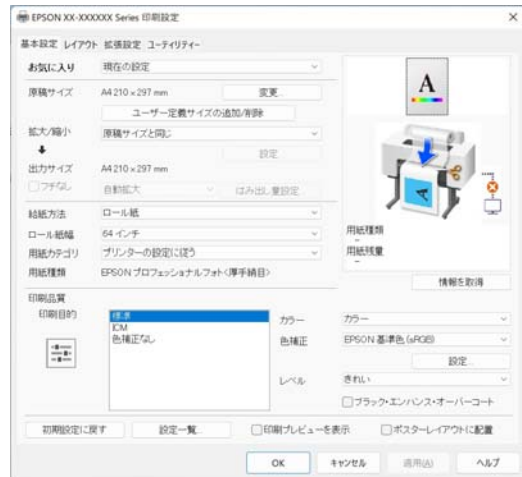 EPSON XX-XXXXXX Series 印刷設定
基本設定 レイアウト 拡張設定 ユーティリティー
お気に入り 現在の設定
原稿サイズ A4 210 x 297 mm 変更...
ユーザー定義サイズの追加/削除
拡大/縮小 原稿サイズと同じ
設定...
出力サイズ A4 210 x 297 mm
フチなし 自動拡大 はみ出し量設定...
給紙方法 ロール紙
ロール紙幅 64 インチ
用紙カテゴリ プリンターの設定に従う
用紙種類 EPSON プロフェッショナルフォト<厚手絹目>
A
A
用紙種類
-
用紙残量
-
情報を取得
印刷品質
印刷目的 標準
ICM
色補正なし
カラー カラー
色補正 EPSON 基準色 (sRGB)
設定...
レベル きれい
ブラック・エンハンス・オーバーコート
初期設定に戻す 設定一覧... 印刷プレビューを表示 ポスターレイアウトに配置
OK キャンセル 適用(A) ヘルプ